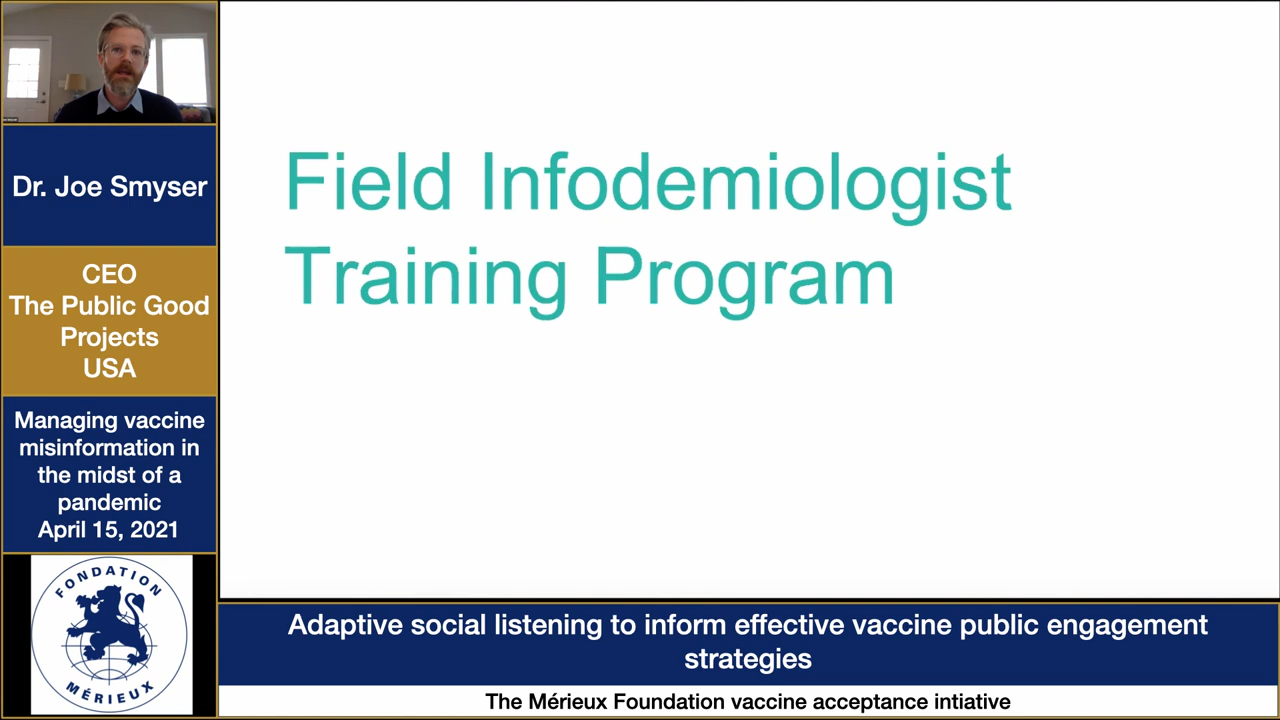 Dr. Joe Smyser
CEO
The Public Good
Projects
USA
Managing vaccine
misinformation in
the midst of a
pandemic
April 15, 2021
FONDATION
MÉRIEUX
Field Infodemiologist
Training Program
Adaptive social listening to inform effective vaccine public engagement
strategies
The Mérieux Foundation vaccine acceptance intiative